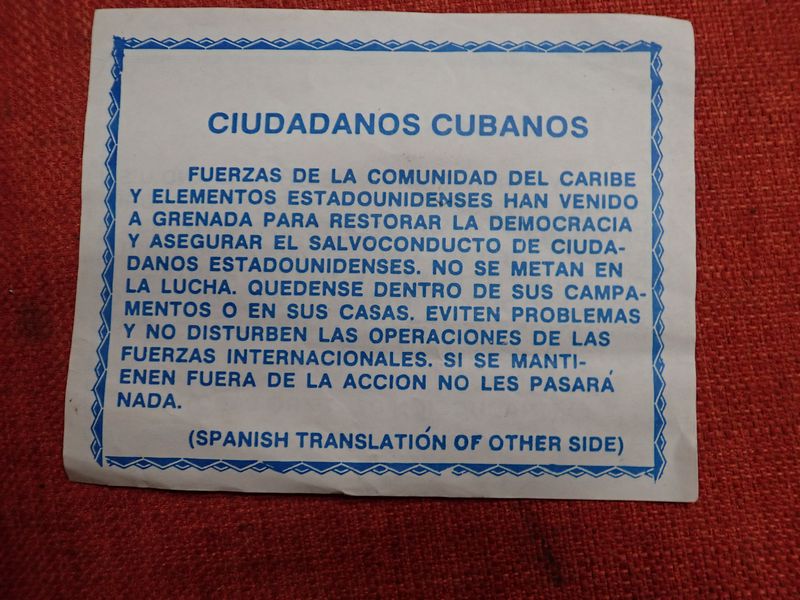 CIUDADANOS CUBANOS
FUERZAS DE LA COMUNIDAD DEL CARIBE
Y ELEMENTOS ESTADOUNIDENSES HAN VENIDO
A GRENADA PARA RESTORAR LA DEMOCRACIA
Y ASEGURAR EL SALVOCONDUCTO DE CIUDA-
DANOS ESTADOUNIDENSES. NO SE METAN EN
LA LUCHA. QUEDENSE DENTRO DE SUS CAMPA-
MENTOS O EN SUS CASAS. EVITEN PROBLEMAS
Y NO DISTURBEN LAS OPERACIONES DE LAS
FUERZAS INTERNACIONALES. SI SE MANTI-
ENEN FUERA DE LA ACCION NO LES PASARÁ
NADA.
(SPANISH TRANSLATIÓN OF OTHER SIDE)